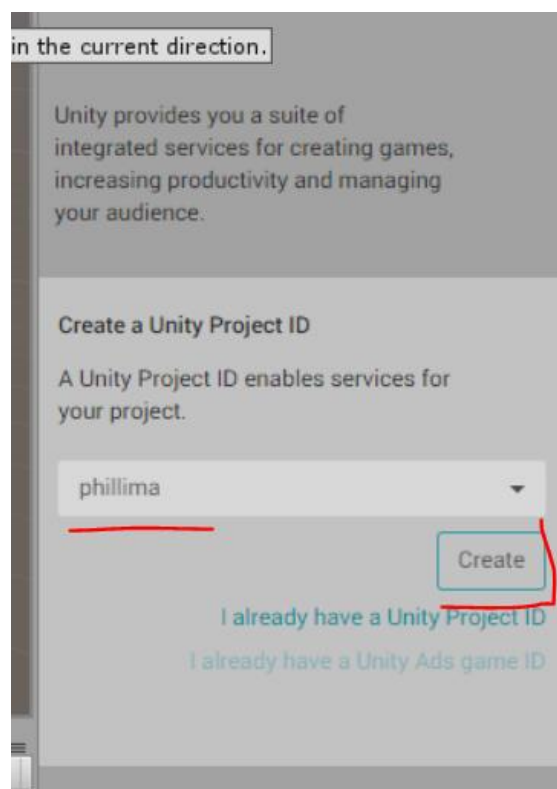 in the current direction.
Unity provides you a suite of
integrated services for creating games,
increasing productivity and managing
your audience.
Create a Unity Project ID
A Unity Project ID enables services for
your project.
phillima
Create
I already have a Unity Project ID
I already have a Unity Ads game ID